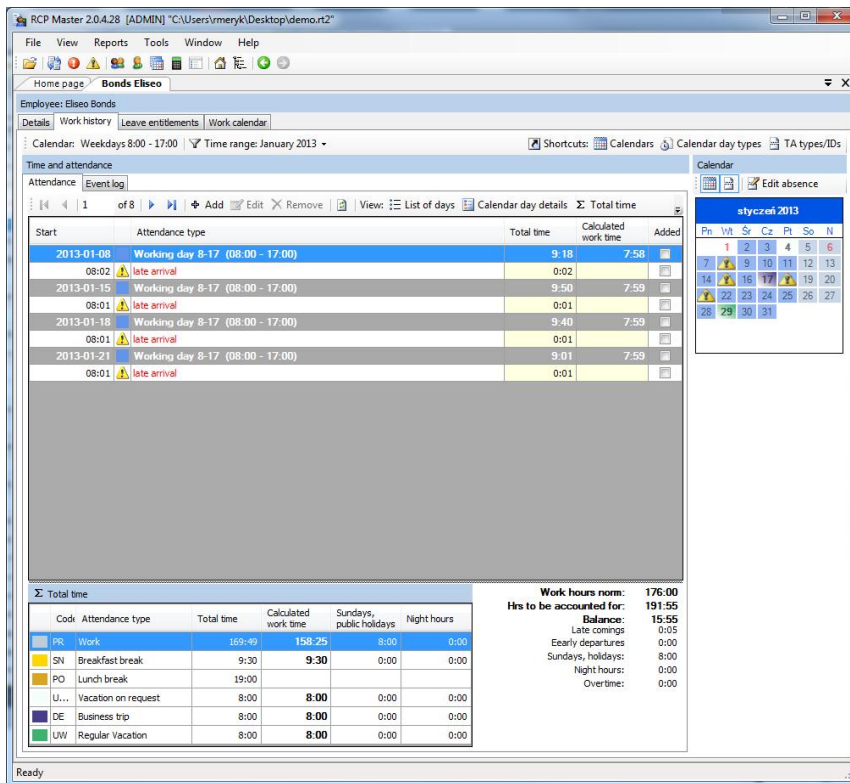 RCP Master 2.0.4.28 [ADMIN] "C:\Users\rmeryk\Desktop\demo.rt2"
File View Reports Tools Window Help
Home page Bonds Eliseo
Employee: Eliseo Bonds
Details Work history Leave entitlements Work calendar
Calendar: Weekdays 8:00 - 17:00 Time range: January 2013 Shortcuts: Calendars Calendar day types TA types/IDs
Time and attendance Calendar
Attendance Event log
1 of 8 Add Edit Remove View: List of days Calendar day details Σ Total time Edit absence
Start Attendance type Total time Calculated work time Added
2013-01-08 Working day 8-17 (08:00 - 17:00) 9:18 7:58
08:02 late arrival 0:02
2013-01-15 Working day 8-17 (08:00 - 17:00) 9:50 7:59
08:01 late arrival 0:01
2013-01-18 Working day 8-17 (08:00 - 17:00) 9:40 7:59
08:01 late arrival 0:01
2013-01-21 Working day 8-17 (08:00 - 17:00) 9:01 7:59
08:01 late arrival 0:01
styczeń 2013
Pn Wt Śr Cz Pt So N
1 2 3 4 5 6
7 9 10 11 12 13
14 16 17 19 20
22 23 24 25 26 27
28 29 30 31
Σ Total time
Code Attendance type Total time Calculated work time Sundays, public holidays Night hours
PR Work 169:49 158:25 8:00 0:00
SN Breakfast break 9:30 9:30 0:00 0:00
PO Lunch break 19:00
U... Vacation on request 8:00 8:00 0:00 0:00
DE Business trip 8:00 8:00 0:00 0:00
UW Regular Vacation 8:00 8:00 0:00 0:00
Work hours norm: 176:00
Hrs to be accounted for: 191:55
Balance: 15:55
Late comings 0:05
Eearly departures 0:00
Sundays, holidays: 8:00
Night hours: 0:00
Overtime: 0:00
Ready